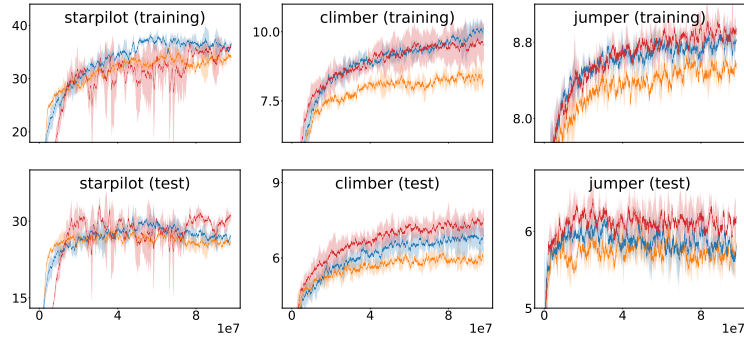 starpilot (training)
40
30
20
climber (training)
10.0
7.5
jumper (training)
8.8
8.0
starpilot (test)
30
15
0
4
8
1e7
climber (test)
9
6
0
4
8
1e7
jumper (test)
6
5
0
4
8
1e7